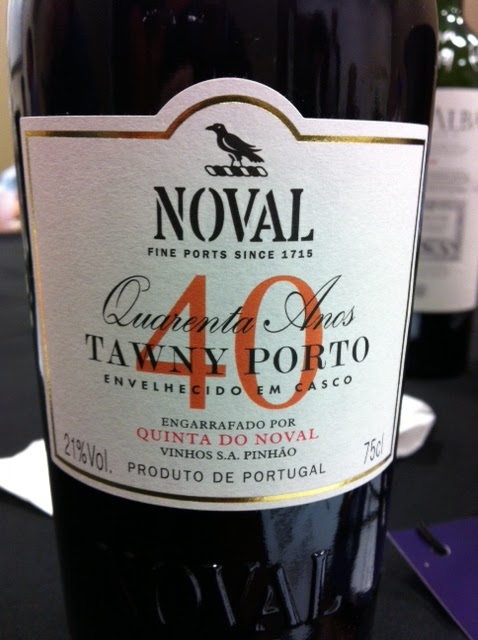 NOVAL
FINE PORTS SINCE 1715
40
Quarenta Anos
TAWNY PORTO
ENVELHECIDO EM CASCO
ENGARRAFADO POR
QUINTA DO NOVAL
VINHOS S.A. PINHÃO
21%Vol.
75cl
PRODUTO DE PORTUGAL
NOVAL